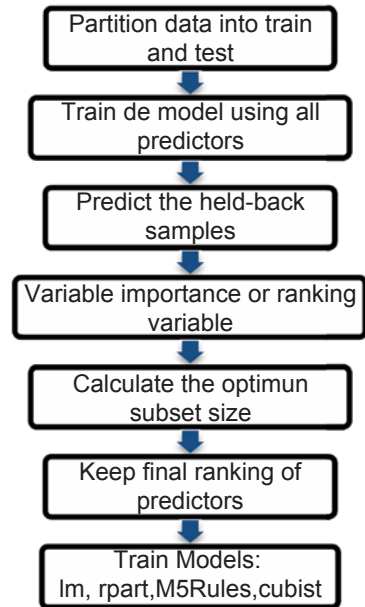 Partition data into train
and test
Train de model using all
predictors
Predict the held-back
samples
Variable importance or ranking
variable
Calculate the optimun
subset size
Keep final ranking of
predictors
Train Models:
lm, rpart,M5Rules,cubist